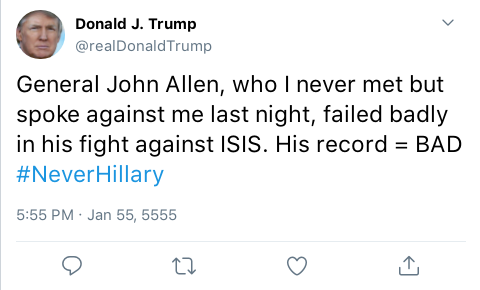 Donald J. Trump
@realDonaldTrump
General John Allen, who I never met but
spoke against me last night, failed badly
in his fight against ISIS. His record = BAD
#NeverHillary
5:55 PM · Jan 55, 5555